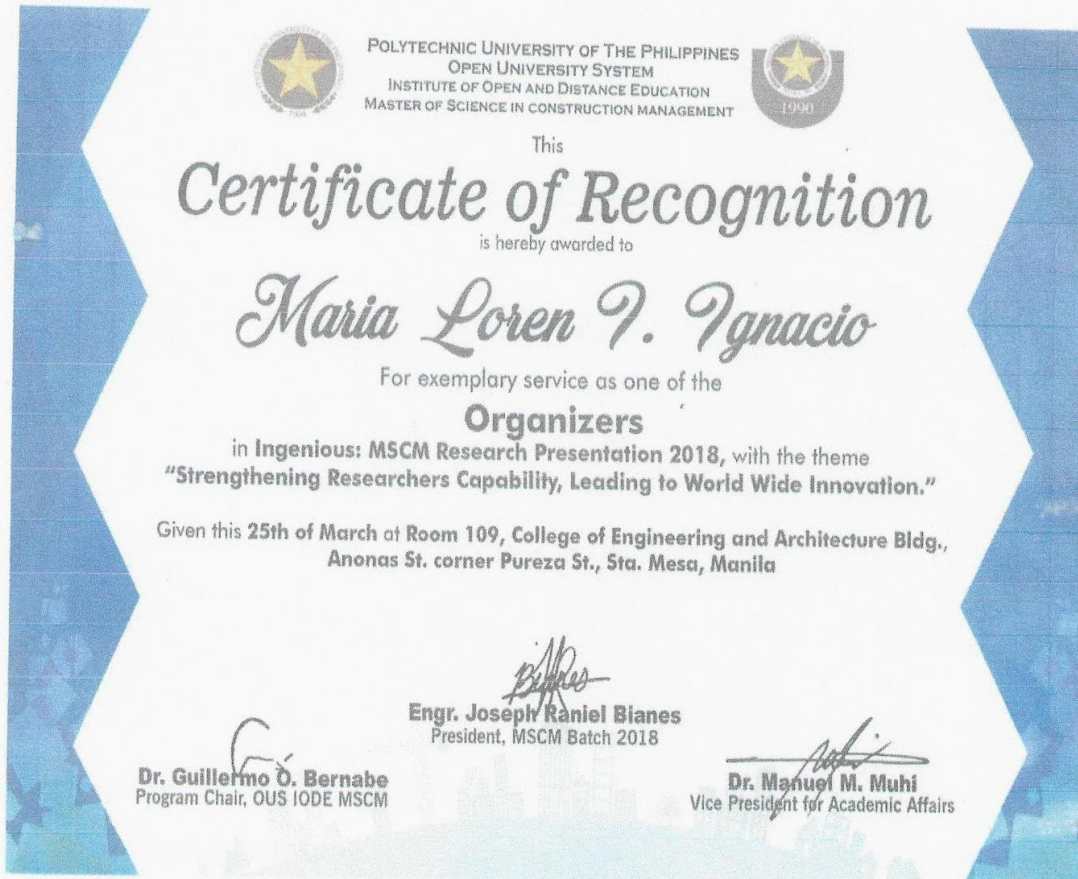 POLYTECHNIC UNIVERSITY OF THE PHILIPPINES
OPEN UNIVERSITY SYSTEM
INSTITUTE OF OPEN AND DISTANCE EDUCATION
MASTER OF SCIENCE IN CONSTRUCTION MANAGEMENT
1990
This
Certificate of Recognition
is hereby awarded to
Maria Loren I. Ignacio
For exemplary service as one of the
Organizers
in Ingenious: MSCM Research Presentation 2018, with the theme
"Strengthening Researchers Capability, Leading to World Wide Innovation."
Given this 25th of March at Room 109, College of Engineering and Architecture Bldg.,
Anonas St. corner Pureza St., Sta. Mesa, Manila
Engr. Joseph Raniel Bianes
President, MSCM Batch 2018
Dr. Guillermo O. Bernabe
Program Chair, OUS IODE MSCM
Dr. Manuel M. Muhi
Vice President for Academic Affairs